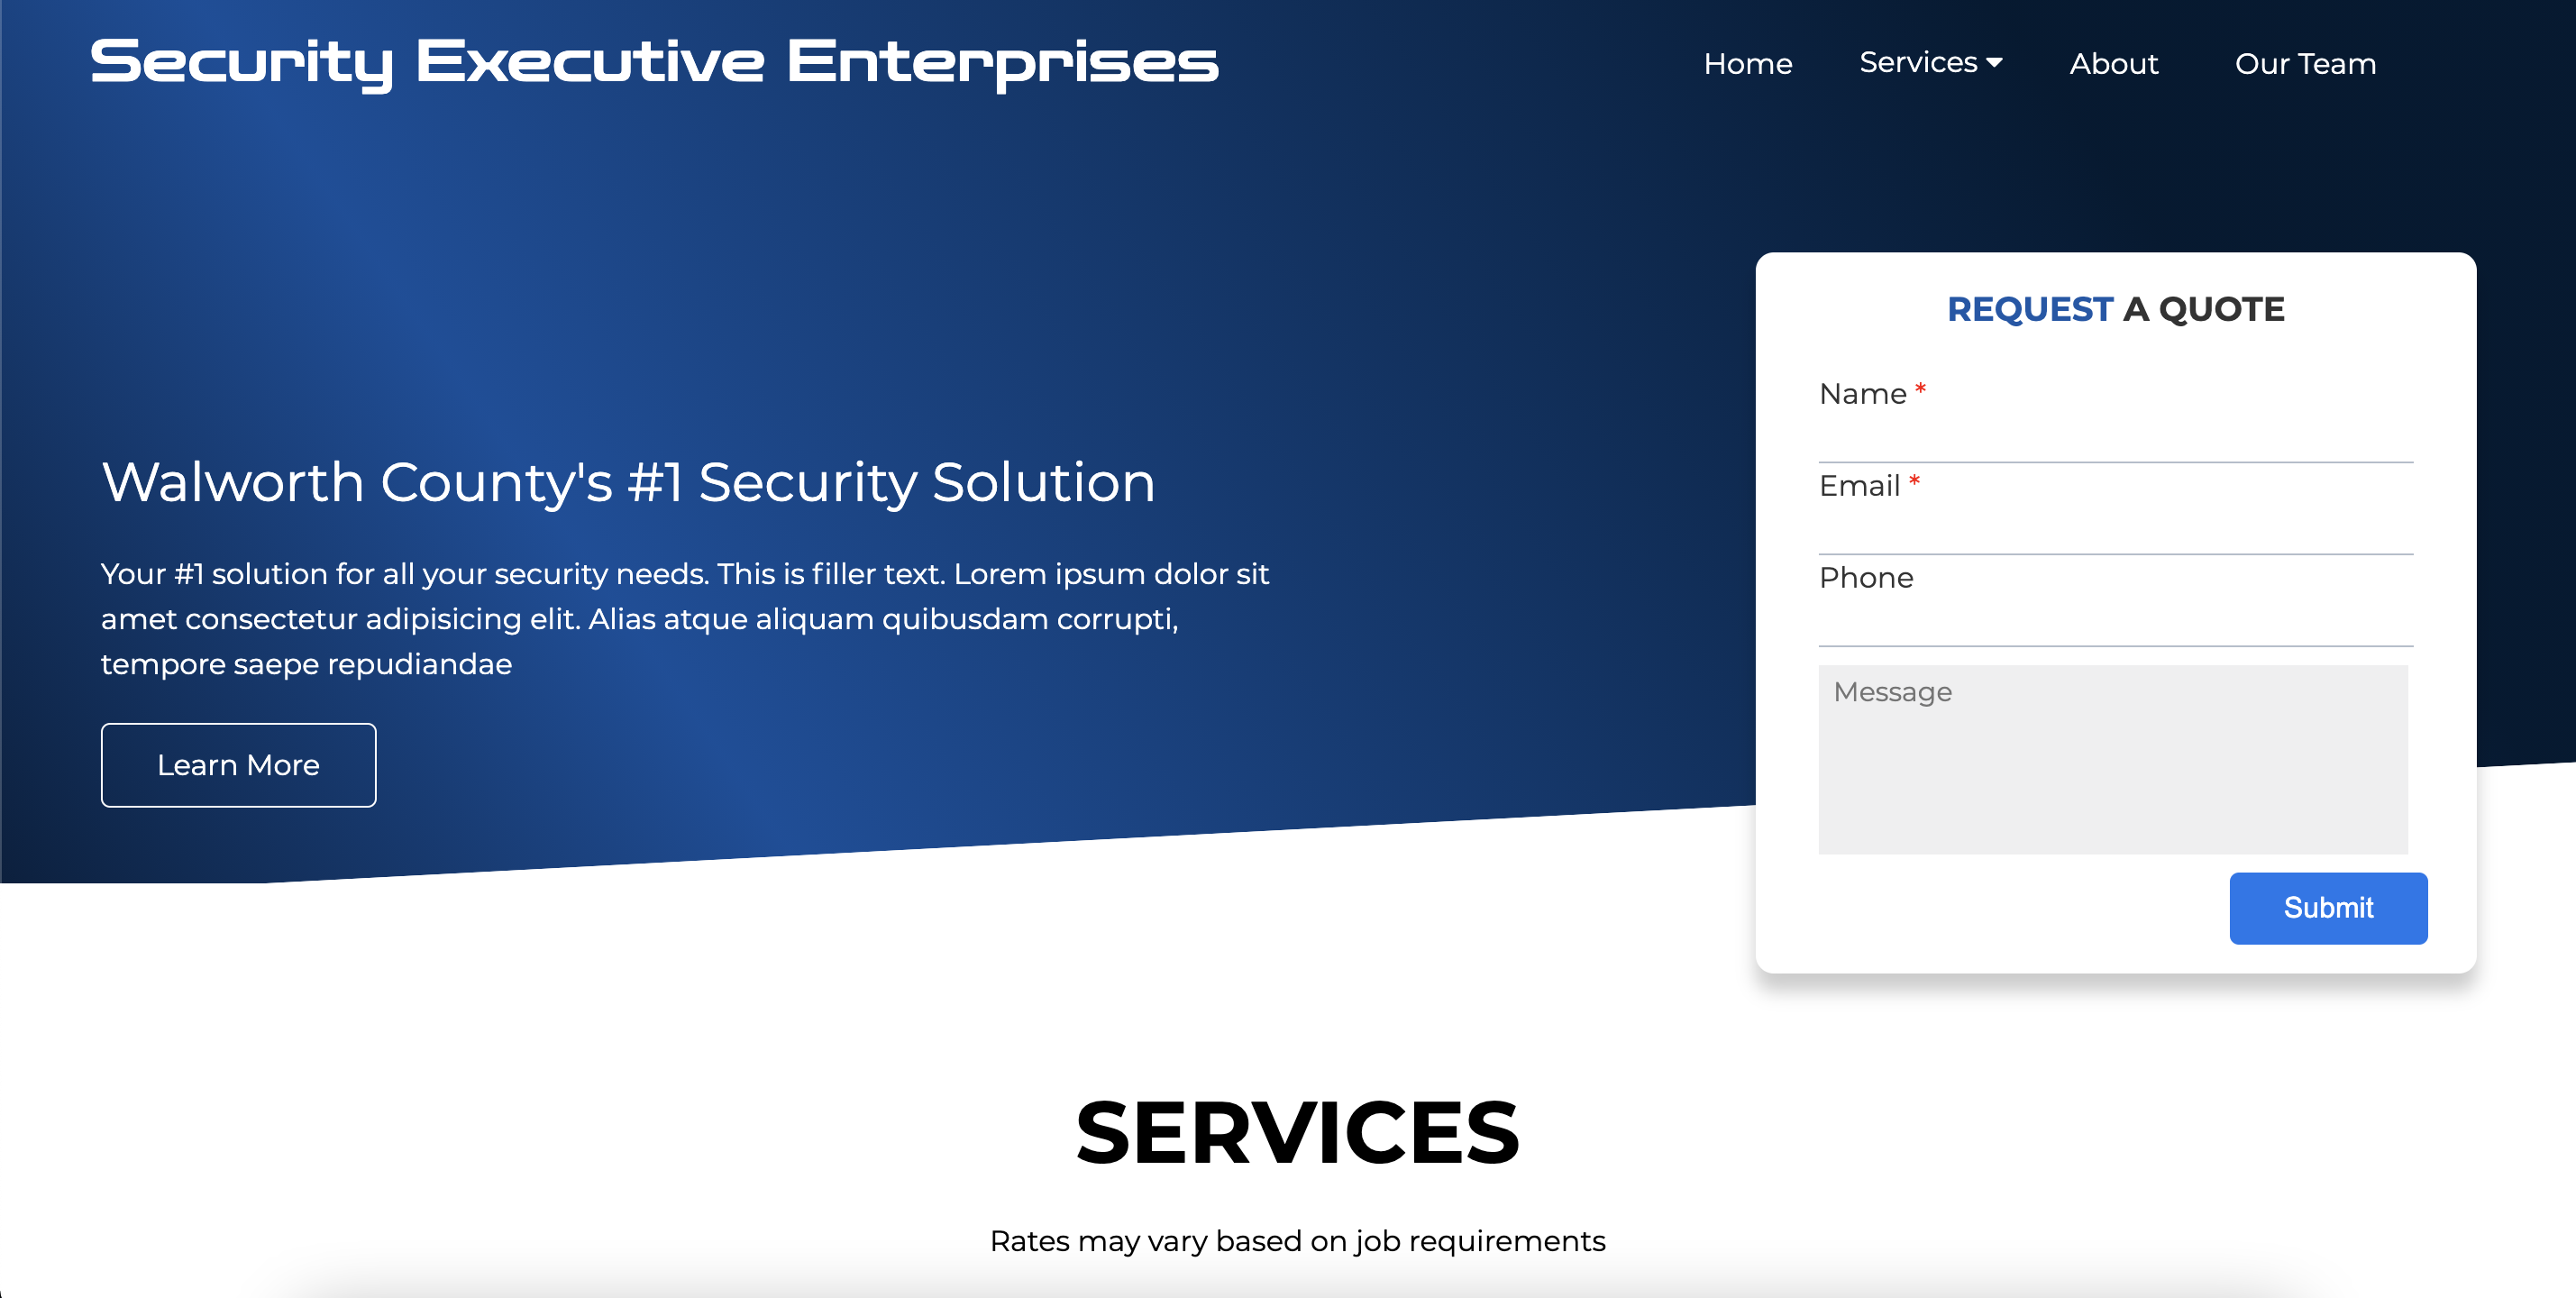 Security Executive Enterprises
Home
Services
About
Our Team
Walworth County's #1 Security Solution
Your #1 solution for all your security needs. This is filler text. Lorem ipsum dolor sit
amet consectetur adipisicing elit. Alias atque aliquam quibusdam corrupti,
tempore saepe repudiandae
Learn More
REQUEST A QUOTE
Name *
Email *
Phone
Message
Submit
SERVICES
Rates may vary based on job requirements